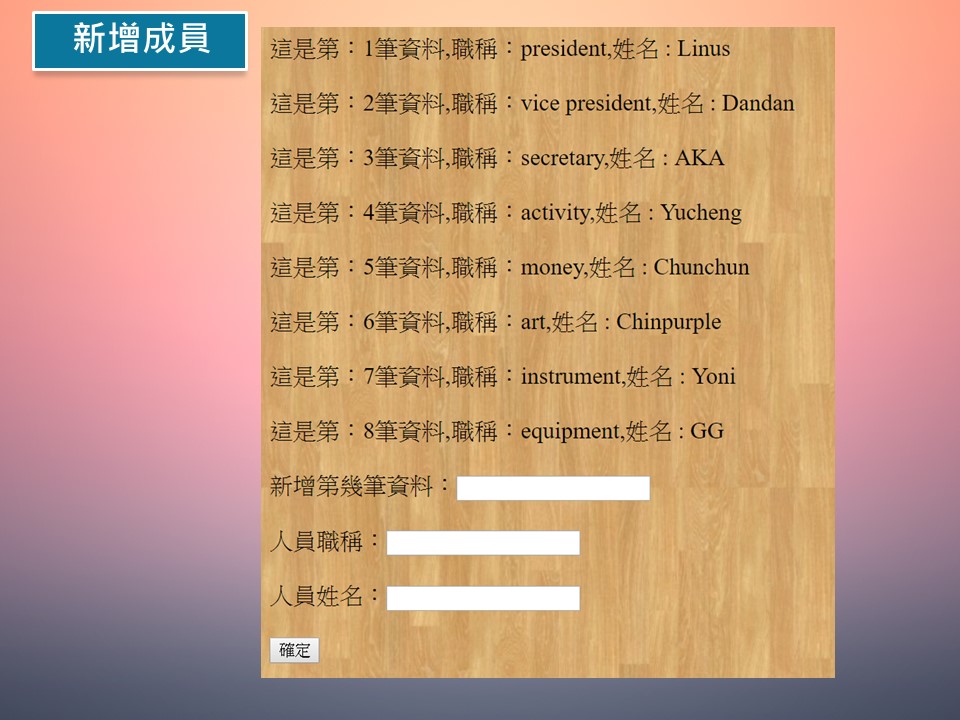 新增成員
這是第：1筆資料,職稱：president,姓名 : Linus
這是第：2筆資料,職稱：vice president,姓名 : Dandan
這是第：3筆資料,職稱：secretary,姓名 : AKA
這是第：4筆資料,職稱：activity,姓名 : Yucheng
這是第：5筆資料,職稱：money,姓名 : Chunchun
這是第：6筆資料,職稱：art,姓名 : Chinpurple
這是第：7筆資料,職稱：instrument,姓名 : Yoni
這是第：8筆資料,職稱：equipment,姓名 : GG
新增第幾筆資料：
人員職稱：
人員姓名：
確定